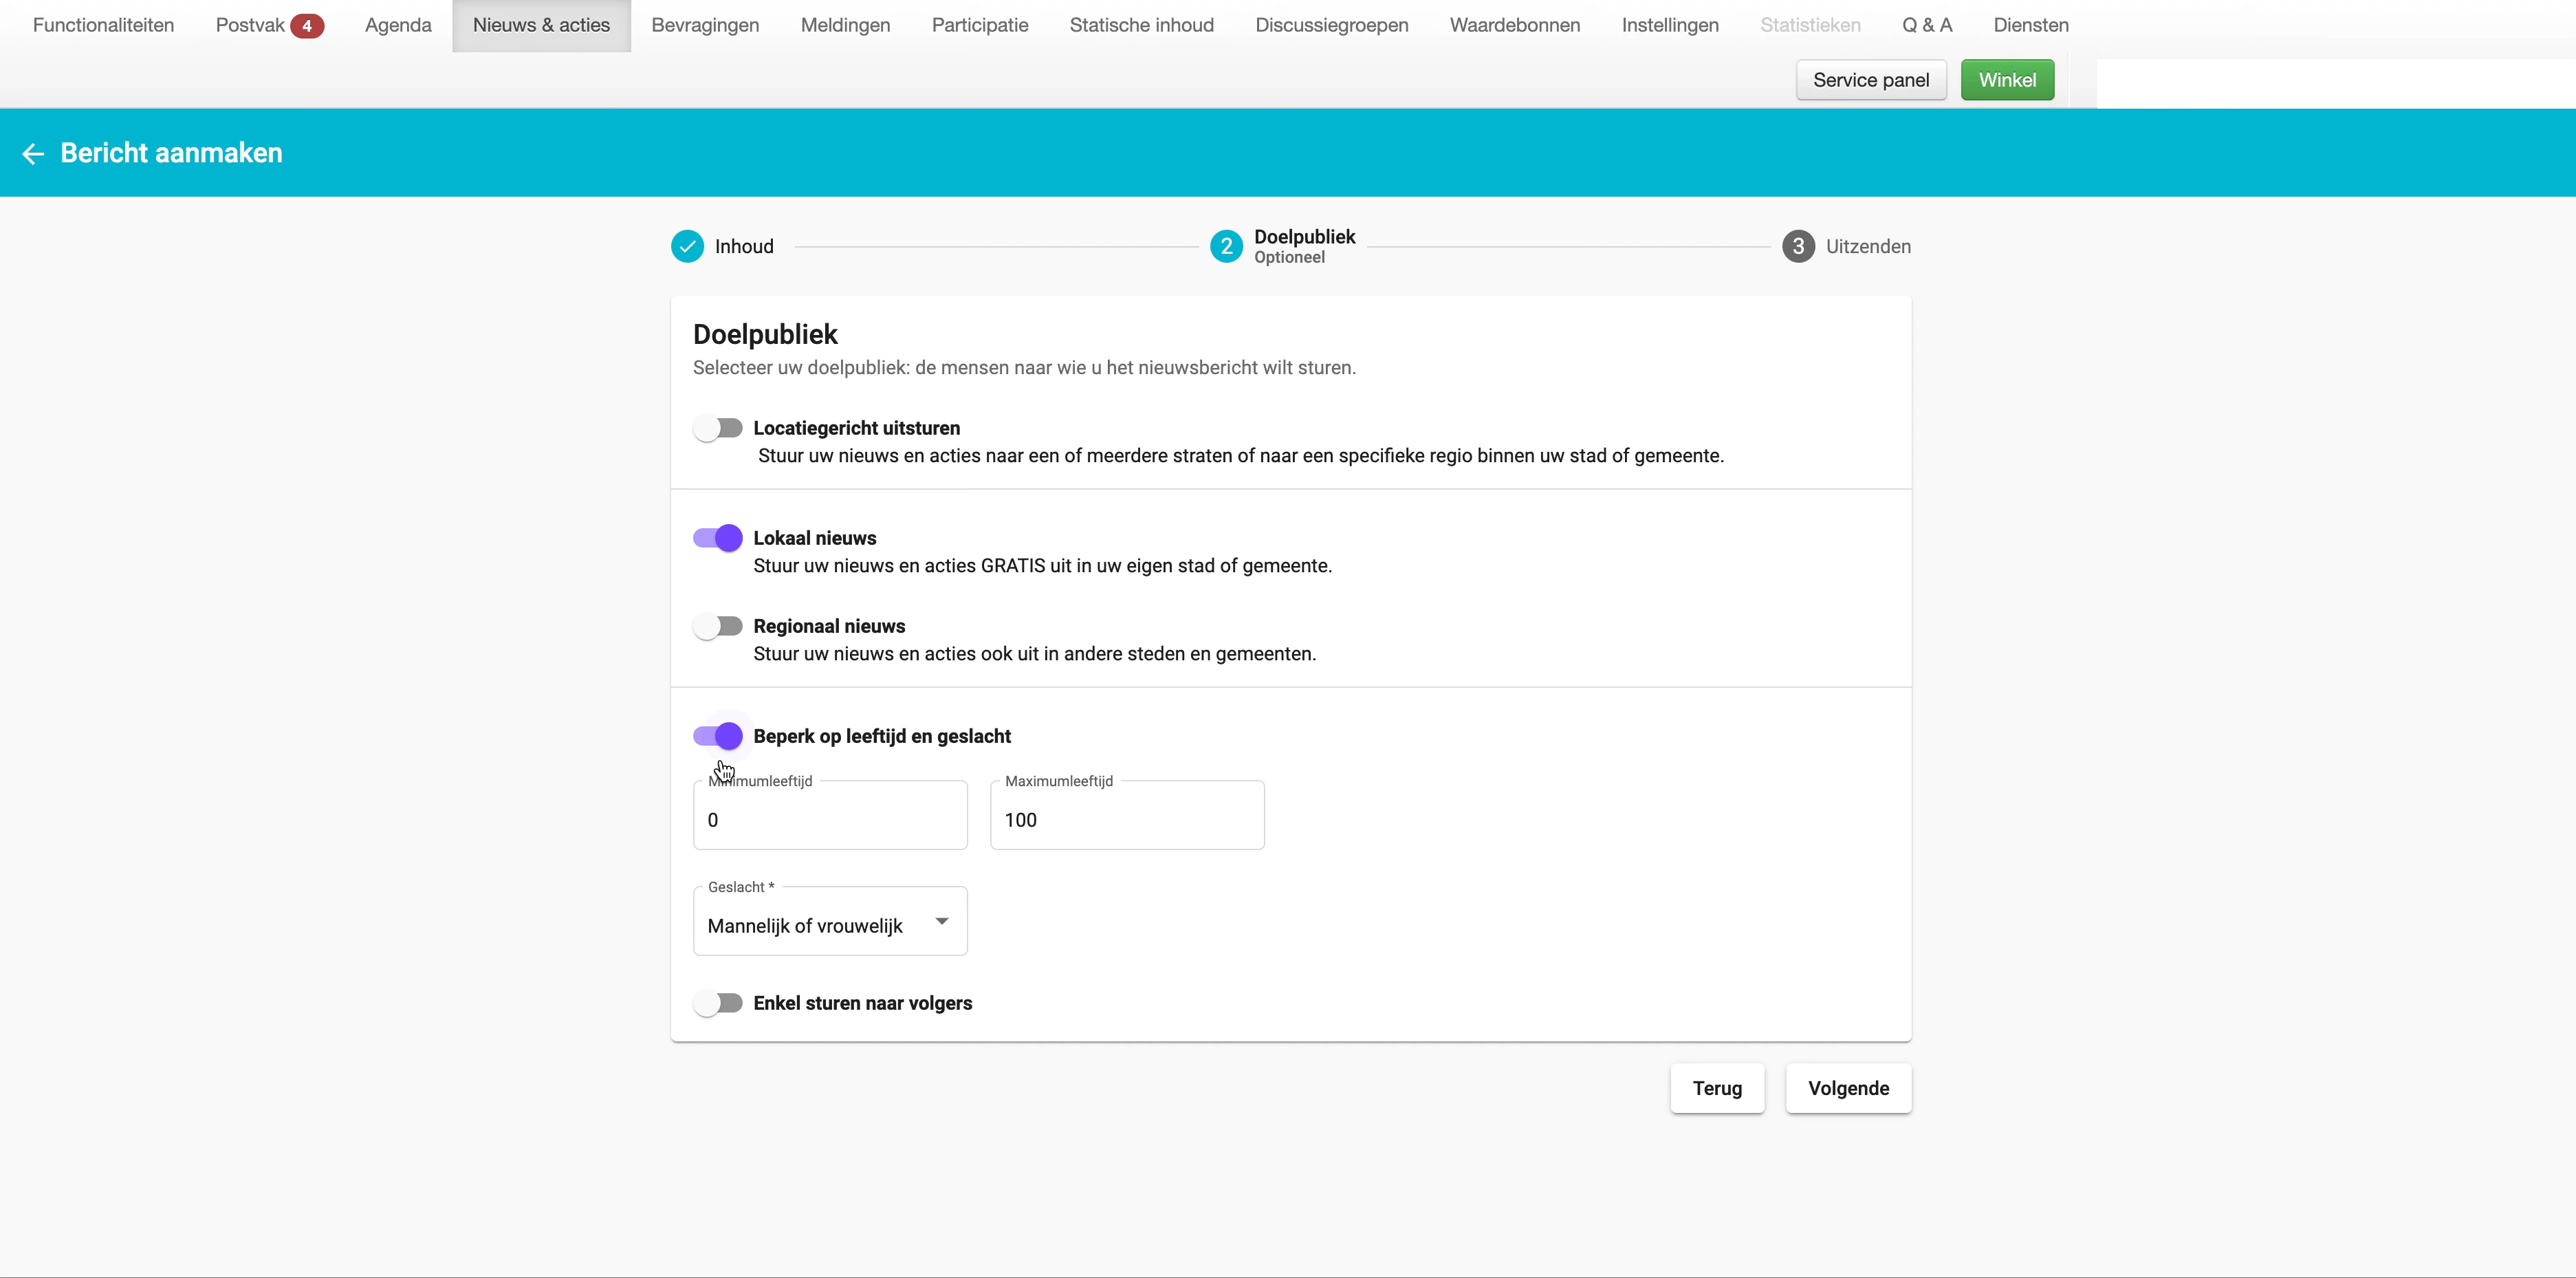 Functionaliteiten Postvak 4 Agenda Nieuws & acties Bevragingen Meldingen Participatie Statische inhoud Discussiegroepen Waardebonnen Instellingen Statistieken Q & A Diensten
Service panel Winkel
Bericht aanmaken
Inhoud 2 Doelpubliek 3 Uitzenden
Optioneel
Doelpubliek
Selecteer uw doelpubliek: de mensen naar wie u het nieuwsbericht wilt sturen.
Locatiegericht uitsturen
Stuur uw nieuws en acties naar een of meerdere straten of naar een specifieke regio binnen uw stad of gemeente.
Lokaal nieuws
Stuur uw nieuws en acties GRATIS uit in uw eigen stad of gemeente.
Regionaal nieuws
Stuur uw nieuws en acties ook uit in andere steden en gemeenten.
Beperk op leeftijd en geslacht
Minimumleeftijd Maximumleeftijd
0 100
Geslacht *
Mannelijk of vrouwelijk
Enkel sturen naar volgers
Terug Volgende